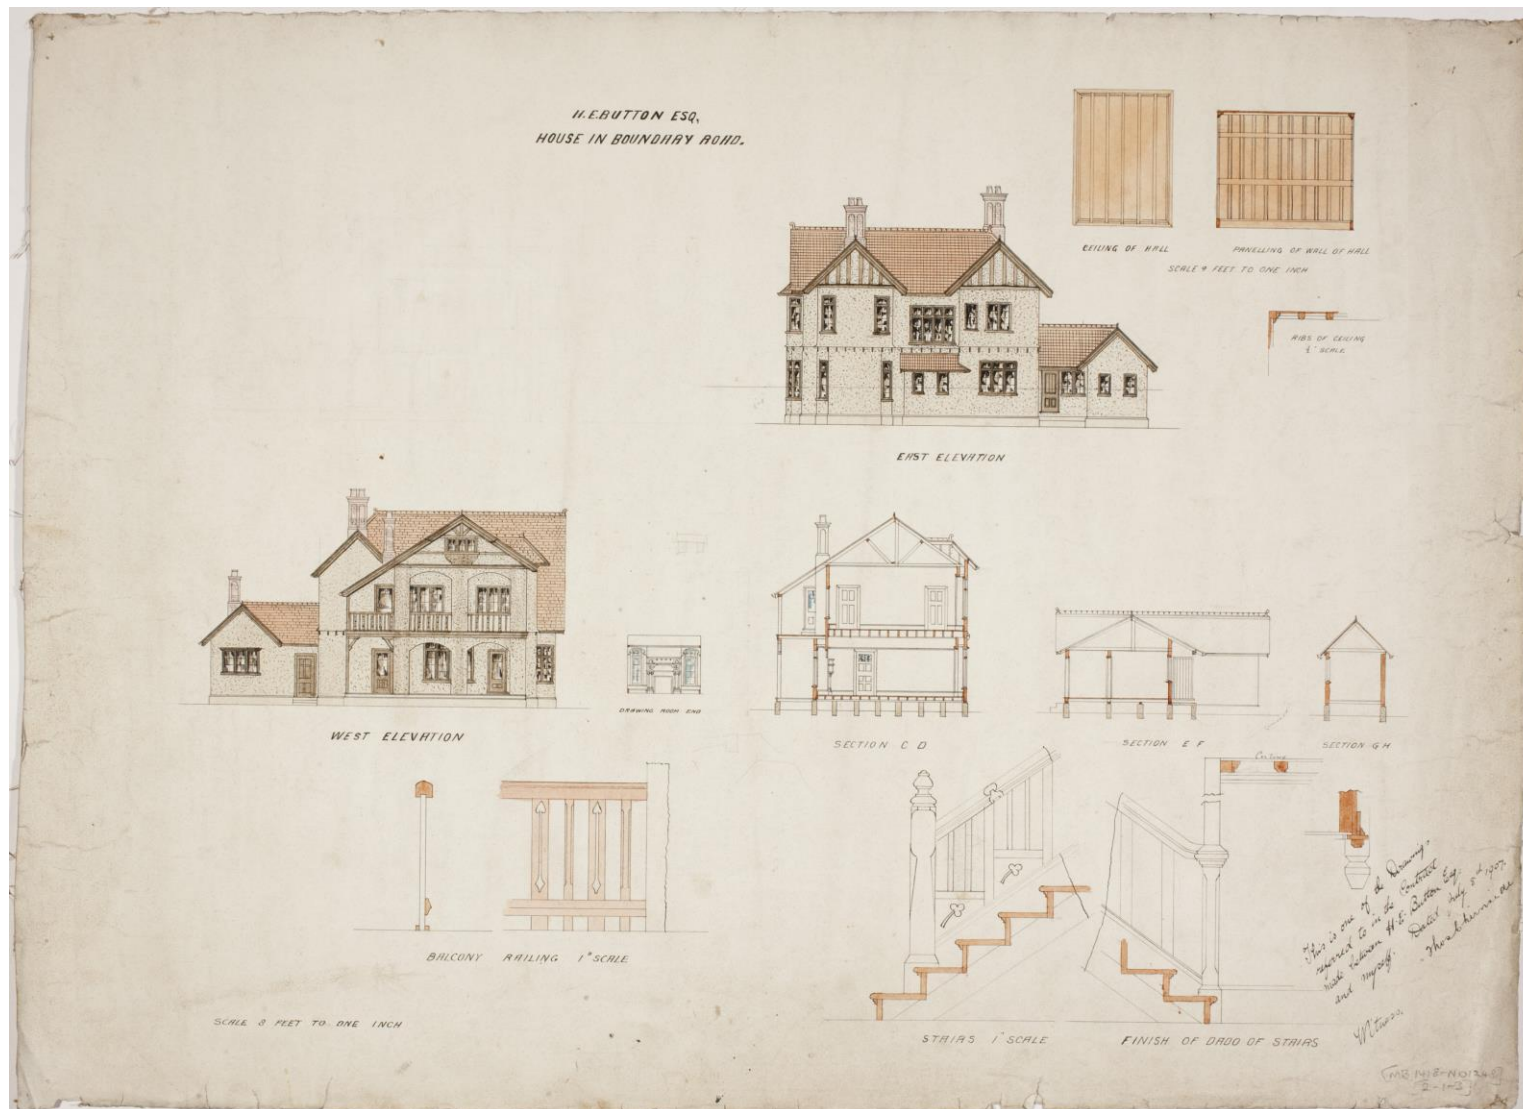 H.E. BUTTON ESQ,
HOUSE IN BOUNDARY ROAD.
CEILING OF HALL
PANELLING OF WALL OF HALL
SCALE 4 FEET TO ONE INCH
RIBS OF CEILING
½" SCALE
EAST ELEVATION
WEST ELEVATION
DRAWING ROOM END
SECTION C D
SECTION E F
SECTION G H
Ceiling
BALCONY RAILING 1" SCALE
SCALE 8 FEET TO ONE INCH
STAIRS 1" SCALE
FINISH OF DADO OF STAIRS
This is one of the Drawings
referred to in the Contract
made between H.E. Button Esq.
and myself. Dated July 8th 1907.
Witness,